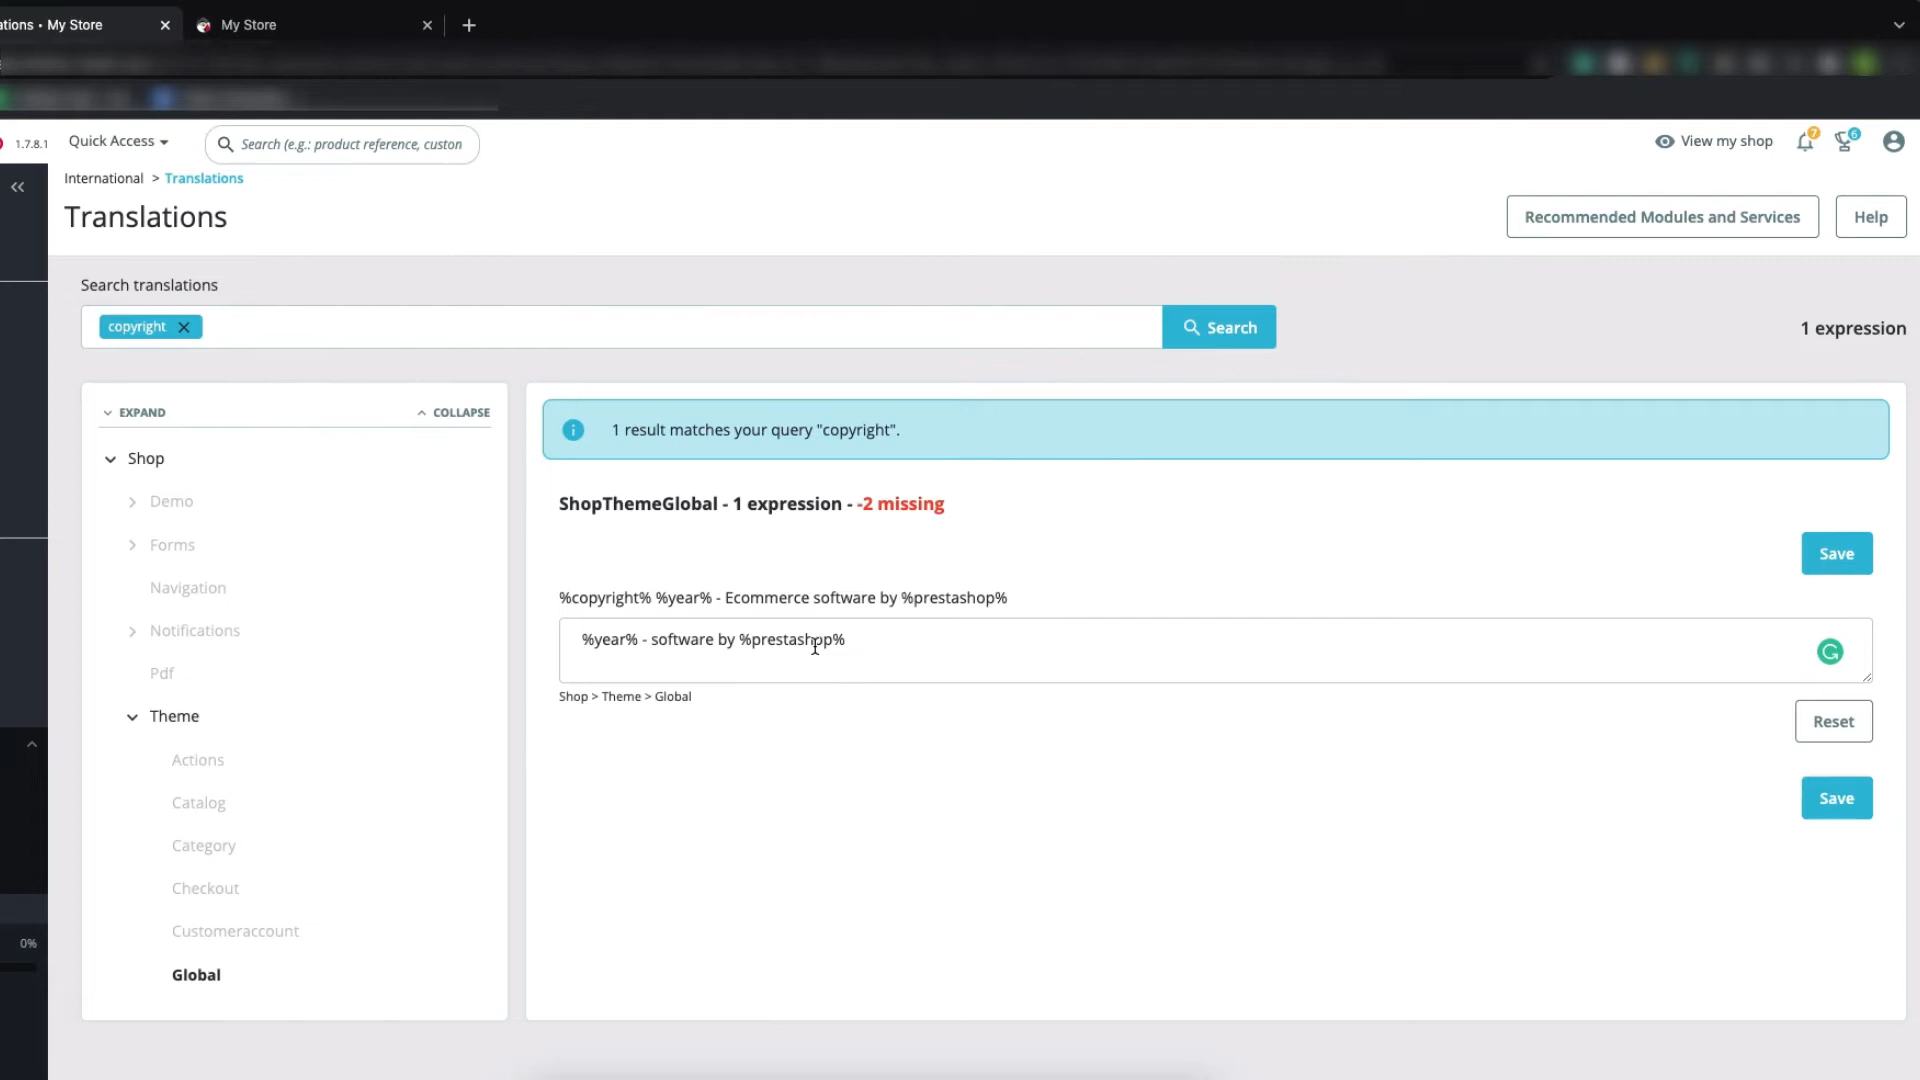 ations • My Store
My Store
1.7.8.1
Quick Access
Search (e.g.: product reference, custon
View my shop
7
6
International > Translations
Translations
Recommended Modules and Services
Help
Search translations
copyright
Search
1 expression
EXPAND
COLLAPSE
1 result matches your query "copyright".
Shop
Demo
Forms
Navigation
Notifications
Pdf
Theme
Actions
Catalog
Category
Checkout
Customeraccount
Global
ShopThemeGlobal - 1 expression - -2 missing
Save
%copyright% %year% - Ecommerce software by %prestashop%
%year% - software by %prestashop%
Shop > Theme > Global
Reset
Save
0%